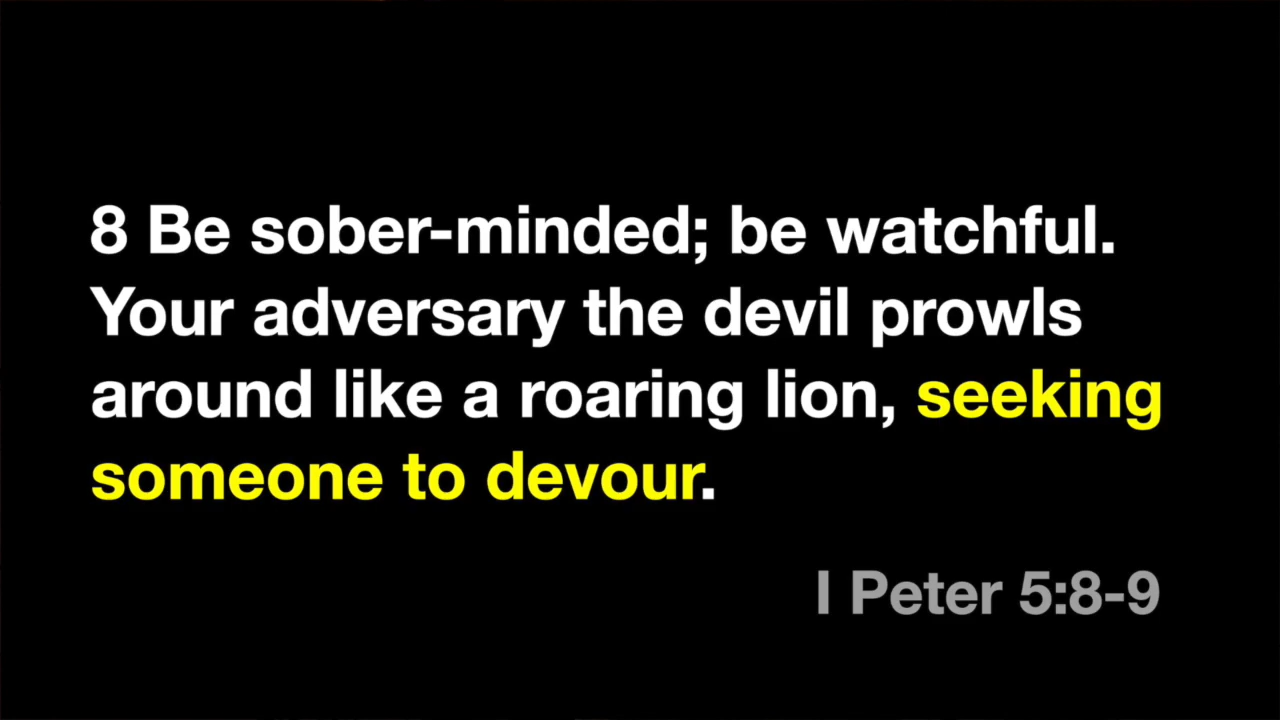 8 Be sober-minded; be watchful.
Your adversary the devil prowls
around like a roaring lion, seeking
someone to devour.
I Peter 5:8-9